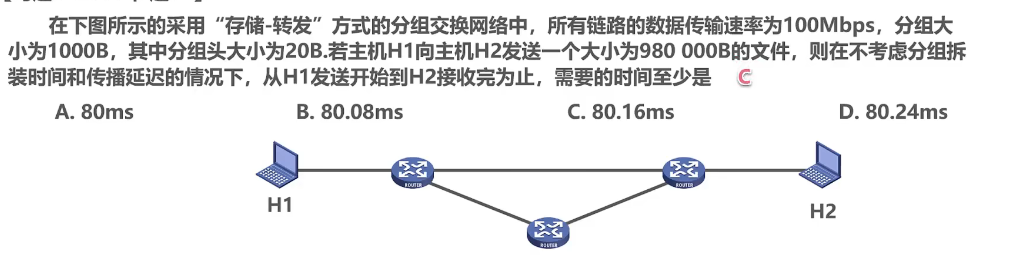 在下图所示的采用“存储-转发”方式的分组交换网络中，所有链路的数据传输速率为100Mbps，分组大
小为1000B，其中分组头大小为20B.若主机H1向主机H2发送一个大小为980 000B的文件，则在不考虑分组拆
装时间和传播延迟的情况下，从H1发送开始到H2接收完为止，需要的时间至少是 C
A. 80ms B. 80.08ms C. 80.16ms D. 80.24ms
ROUTER ROUTER
H1 H2
ROUTER